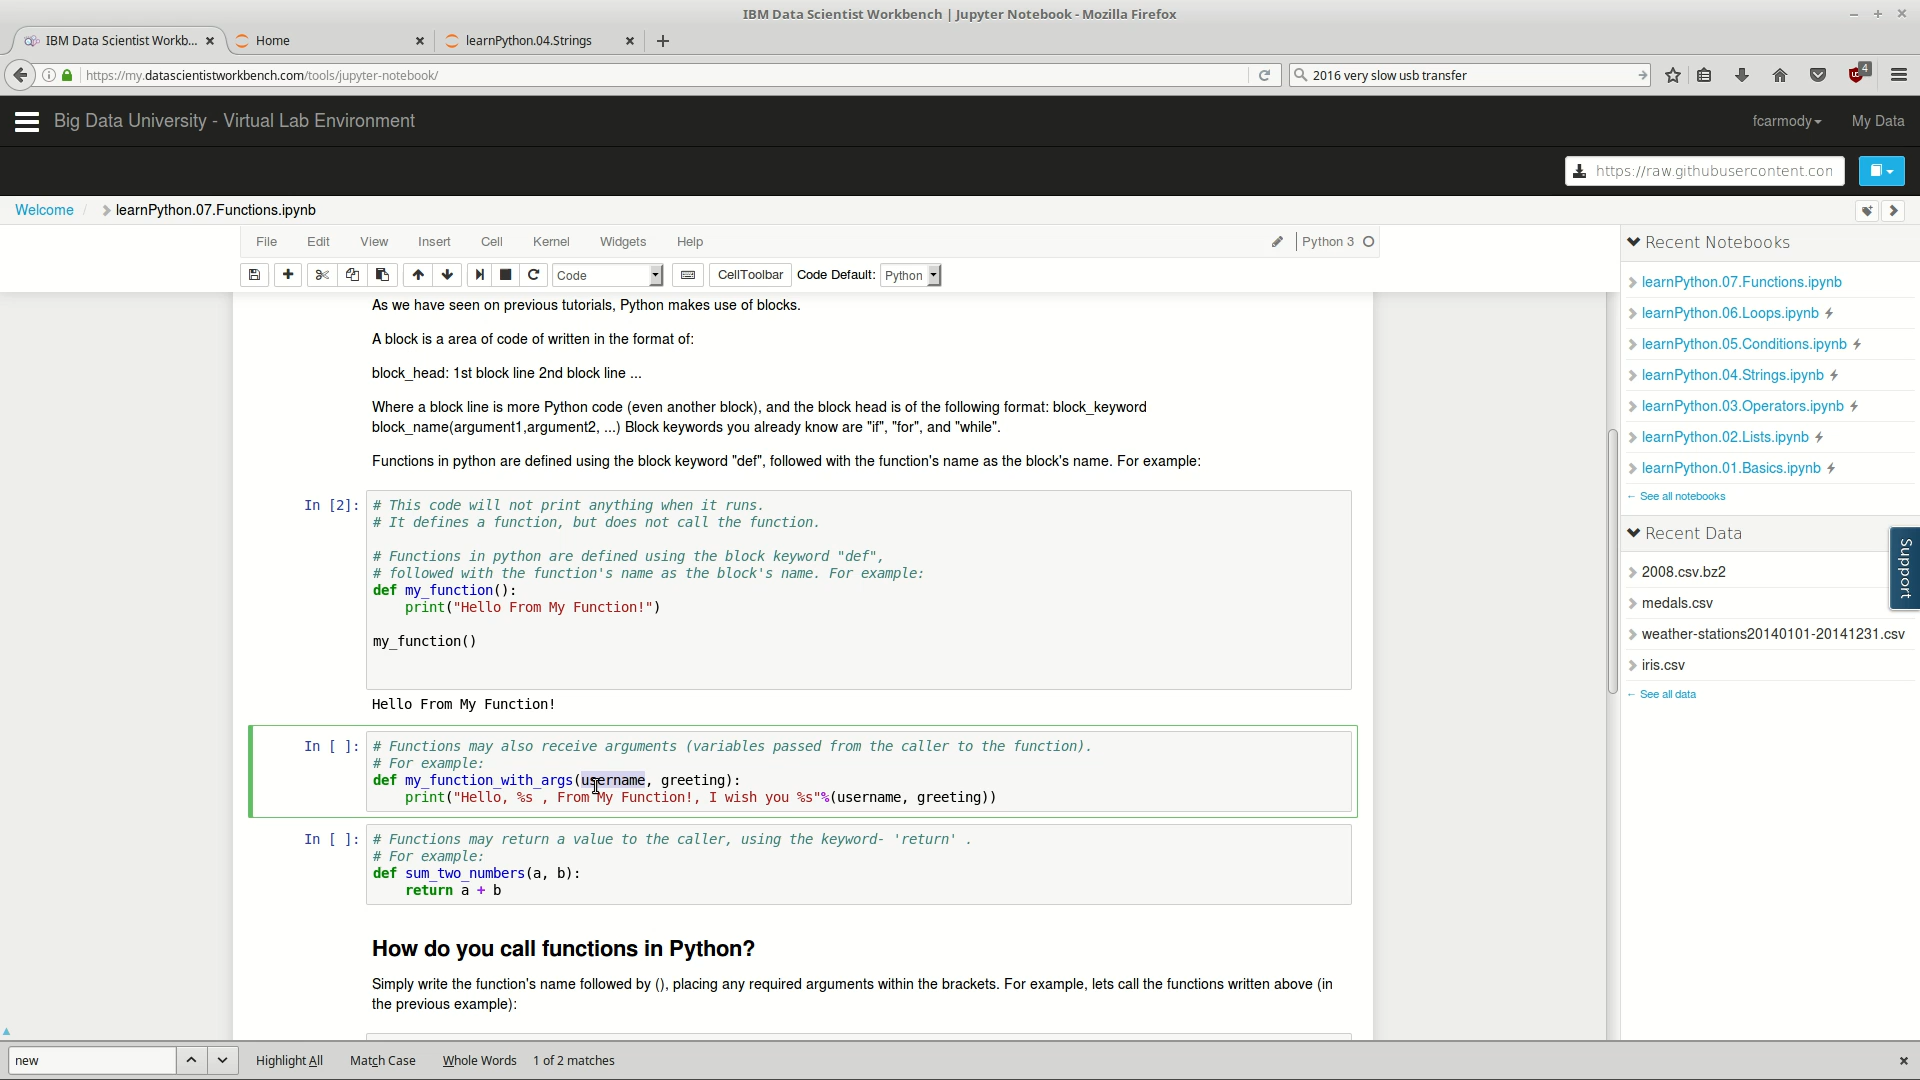 IBM Data Scientist Workbench | Jupyter Notebook - Mozilla Firefox
IBM Data Scientist Workb...
Home
learnPython.04.Strings
https://my.datascientistworkbench.com/tools/jupyter-notebook/
2016 very slow usb transfer
4
Big Data University - Virtual Lab Environment
fcarmody
My Data
https://raw.githubusercontent.com
Welcome / learnPython.07.Functions.ipynb
File Edit View Insert Cell Kernel Widgets Help
Python 3
Code
CellToolbar
Code Default: Python
As we have seen on previous tutorials, Python makes use of blocks.
A block is a area of code of written in the format of:
block_head: 1st block line 2nd block line ...
Where a block line is more Python code (even another block), and the block head is of the following format: block_keyword
block_name(argument1,argument2, ...) Block keywords you already know are "if", "for", and "while".
Functions in python are defined using the block keyword "def", followed with the function's name as the block's name. For example:
In [2]:
# This code will not print anything when it runs.
# It defines a function, but does not call the function.
# Functions in python are defined using the block keyword "def",
# followed with the function's name as the block's name. For example:
def my_function():
    print("Hello From My Function!")
my_function()
Hello From My Function!
In [ ]:
# Functions may also receive arguments (variables passed from the caller to the function).
# For example:
def my_function_with_args(username, greeting):
    print("Hello, %s , From My Function!, I wish you %s"%(username, greeting))
In [ ]:
# Functions may return a value to the caller, using the keyword- 'return' .
# For example:
def sum_two_numbers(a, b):
    return a + b
How do you call functions in Python?
Simply write the function's name followed by (), placing any required arguments within the brackets. For example, lets call the functions written above (in
the previous example):
Recent Notebooks
learnPython.07.Functions.ipynb
learnPython.06.Loops.ipynb
learnPython.05.Conditions.ipynb
learnPython.04.Strings.ipynb
learnPython.03.Operators.ipynb
learnPython.02.Lists.ipynb
learnPython.01.Basics.ipynb
← See all notebooks
Recent Data
2008.csv.bz2
medals.csv
weather-stations20140101-20141231.csv
iris.csv
← See all data
Support
new
Highlight All
Match Case
Whole Words
1 of 2 matches